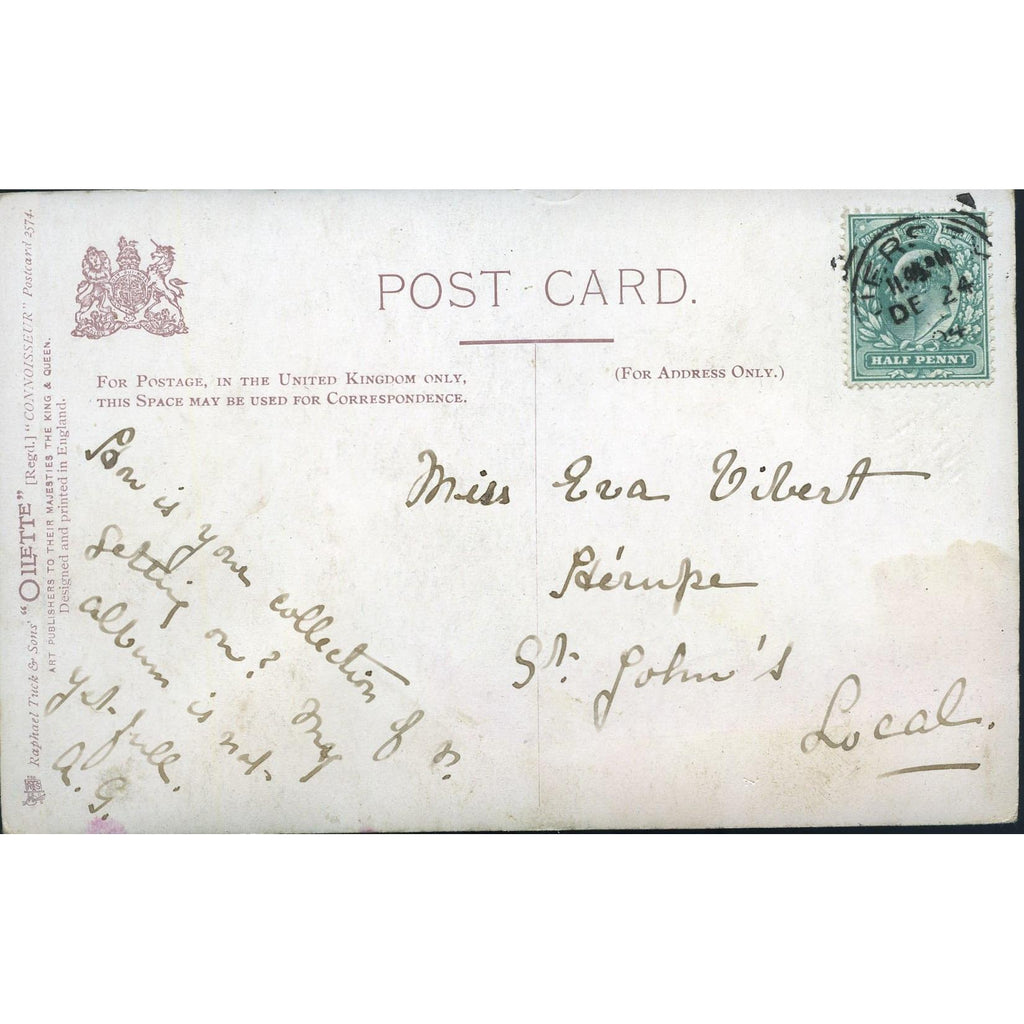 POST CARD.
FOR POSTAGE, IN THE UNITED KINGDOM ONLY,
THIS SPACE MAY BE USED FOR CORRESPONDENCE.
(FOR ADDRESS ONLY.)
HALF PENNY
DE 24
is your collection of
getting on? My
album is not
yet full.
A. G.
Miss Eva Vibert
St. John's
Local.
Raphael Tuck & Sons' "OILETTE" [Regd.] "CONNOISSEUR" Postcard 2574.
ART PUBLISHERS TO THEIR MAJESTIES THE KING & QUEEN.
Designed and printed in England.